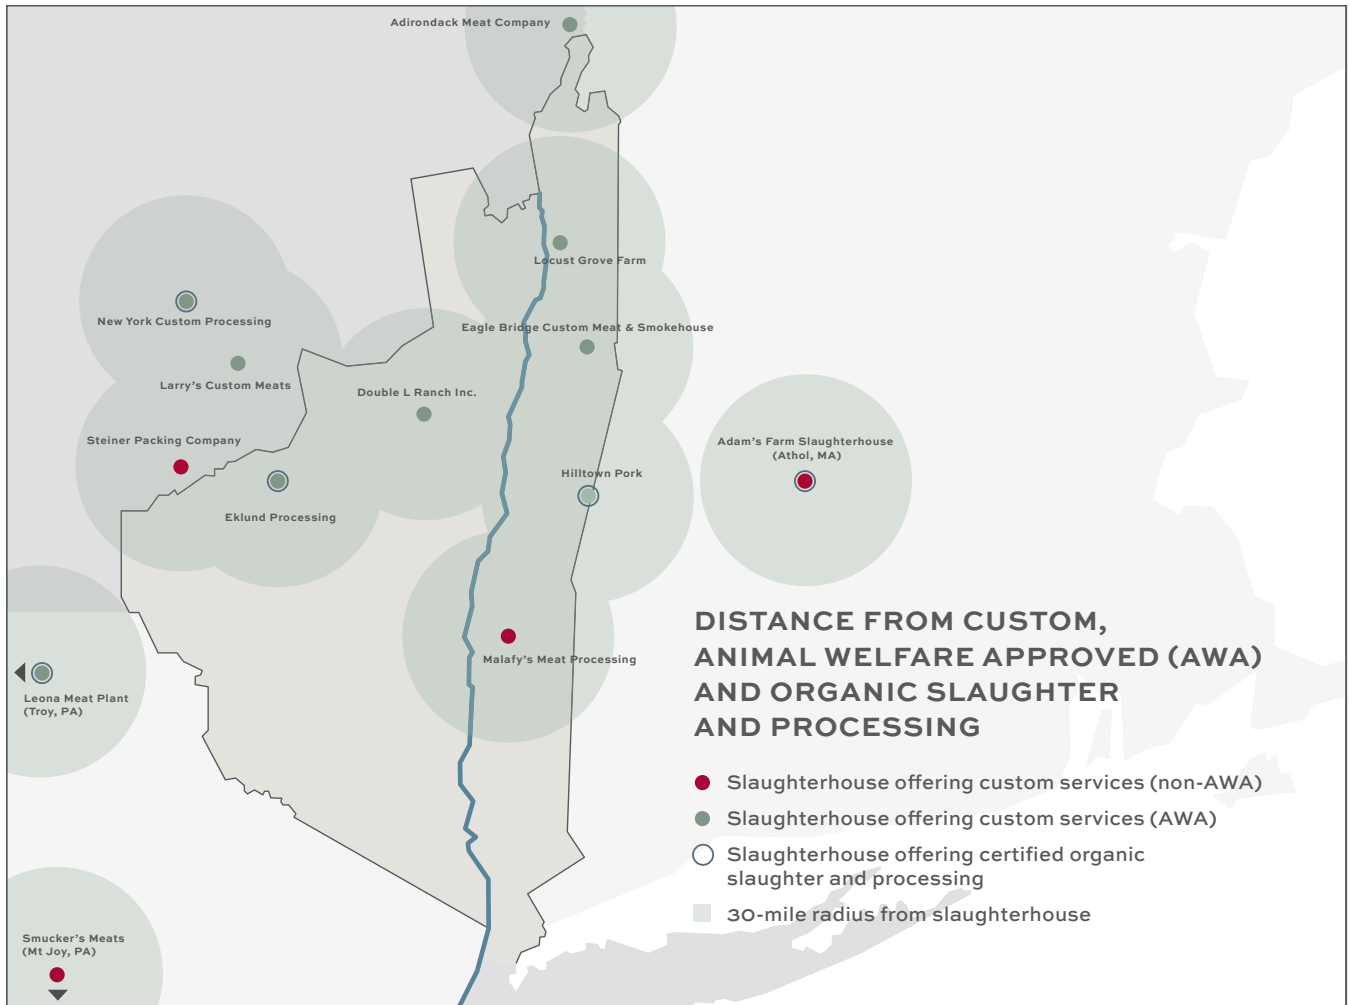 Adirondack Meat Company
Locust Grove Farm
New York Custom Processing
Eagle Bridge Custom Meat & Smokehouse
Larry's Custom Meats
Double L Ranch Inc.
Steiner Packing Company
Adam's Farm Slaughterhouse
(Athol, MA)
Hilltown Pork
Eklund Processing
Malafy's Meat Processing
Leona Meat Plant
(Troy, PA)
Smucker's Meats
(Mt Joy, PA)
DISTANCE FROM CUSTOM,
ANIMAL WELFARE APPROVED (AWA)
AND ORGANIC SLAUGHTER
AND PROCESSING
Slaughterhouse offering custom services (non-AWA)
Slaughterhouse offering custom services (AWA)
Slaughterhouse offering certified organic
slaughter and processing
30-mile radius from slaughterhouse